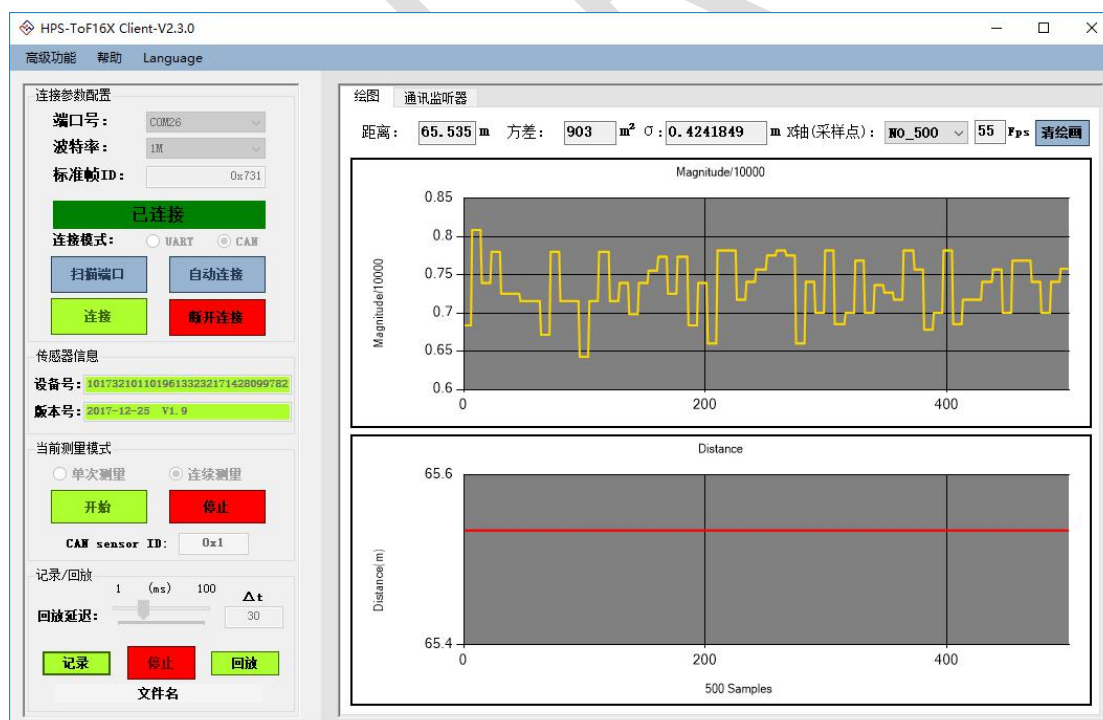 HPS-ToF16X Client-V2.3.0
高级功能 帮助 Language
连接参数配置
端口号： COM26
波特率： 1M
标准帧ID： 0x731
已连接
连接模式： UART CAN
扫描端口 自动连接
连接 断开连接
传感器信息
设备号： 10173210110196133232171428099782
版本号： 2017-12-25 V1.9
当前测量模式
单次测量 连续测量
开始 停止
CAN sensor ID: 0x1
记录/回放
1 (ms) 100 Δt
回放延迟： 30
记录 停止 回放
文件名
绘图 通讯监听器
距离： 65.535 m 方差： 903 m² σ: 0.4241849 m X轴(采样点)： NO_500 55 Fps 清绘画
Magnitude/10000
Magnitude/10000
0.85
0.8
0.75
0.7
0.65
0.6
0 200 400
Distance
Distance(m)
65.6
65.4
0 200 400
500 Samples